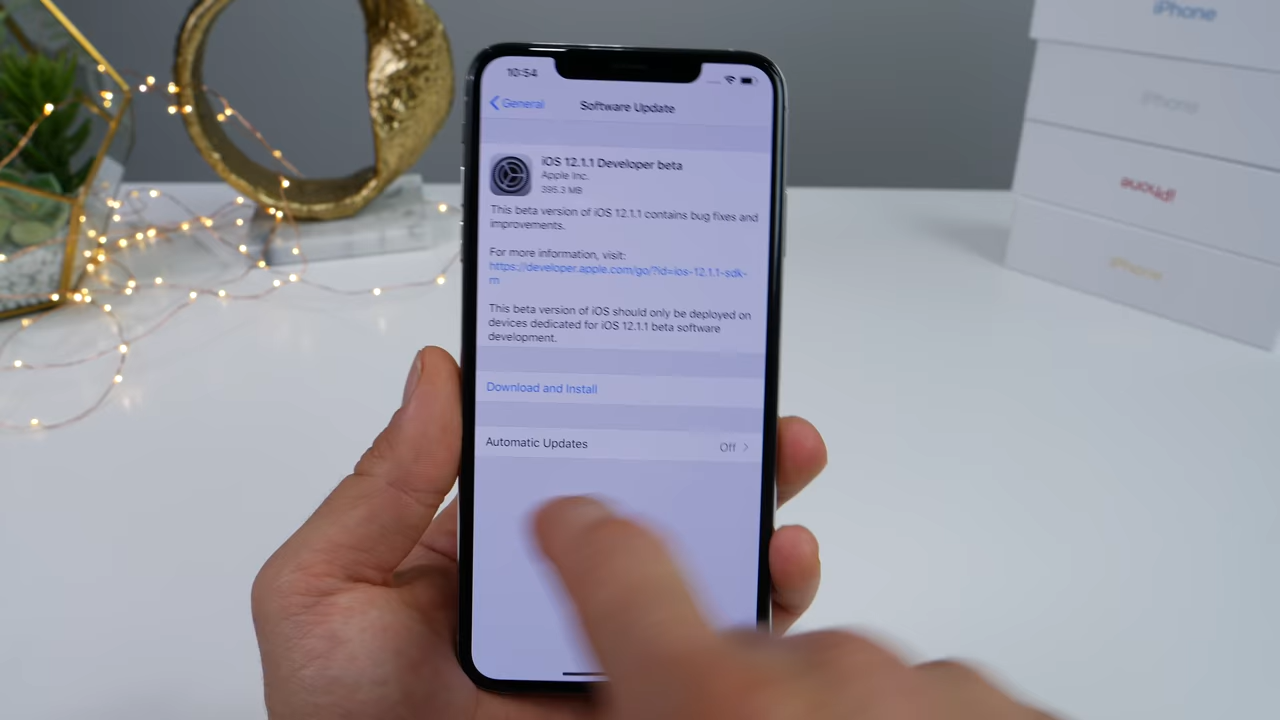 iPhone
10:54
General
Software Update
iPhone
iOS 12.1.1 Developer beta
Apple Inc.
395.3 MB
iPhone
This beta version of iOS 12.1.1 contains bug fixes and
improvements.
For more information, visit:
https://developer.apple.com/go/?id=ios-12.1.1-sdk-
rn
iPhone
This beta version of iOS should only be deployed on
devices dedicated for iOS 12.1.1 beta software
development.
Download and Install
Automatic Updates
Off